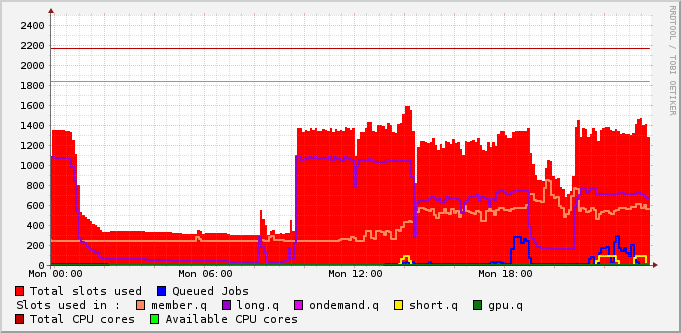 2400
2200
2000
1800
1600
1400
1200
1000
800
600
400
200
0
Mon 00:00 Mon 06:00 Mon 12:00 Mon 18:00
Total slots used Queued Jobs
Slots used in : member.q long.q ondemand.q short.q gpu.q
Total CPU cores Available CPU cores
RRDTOOL / TOBI OETIKER